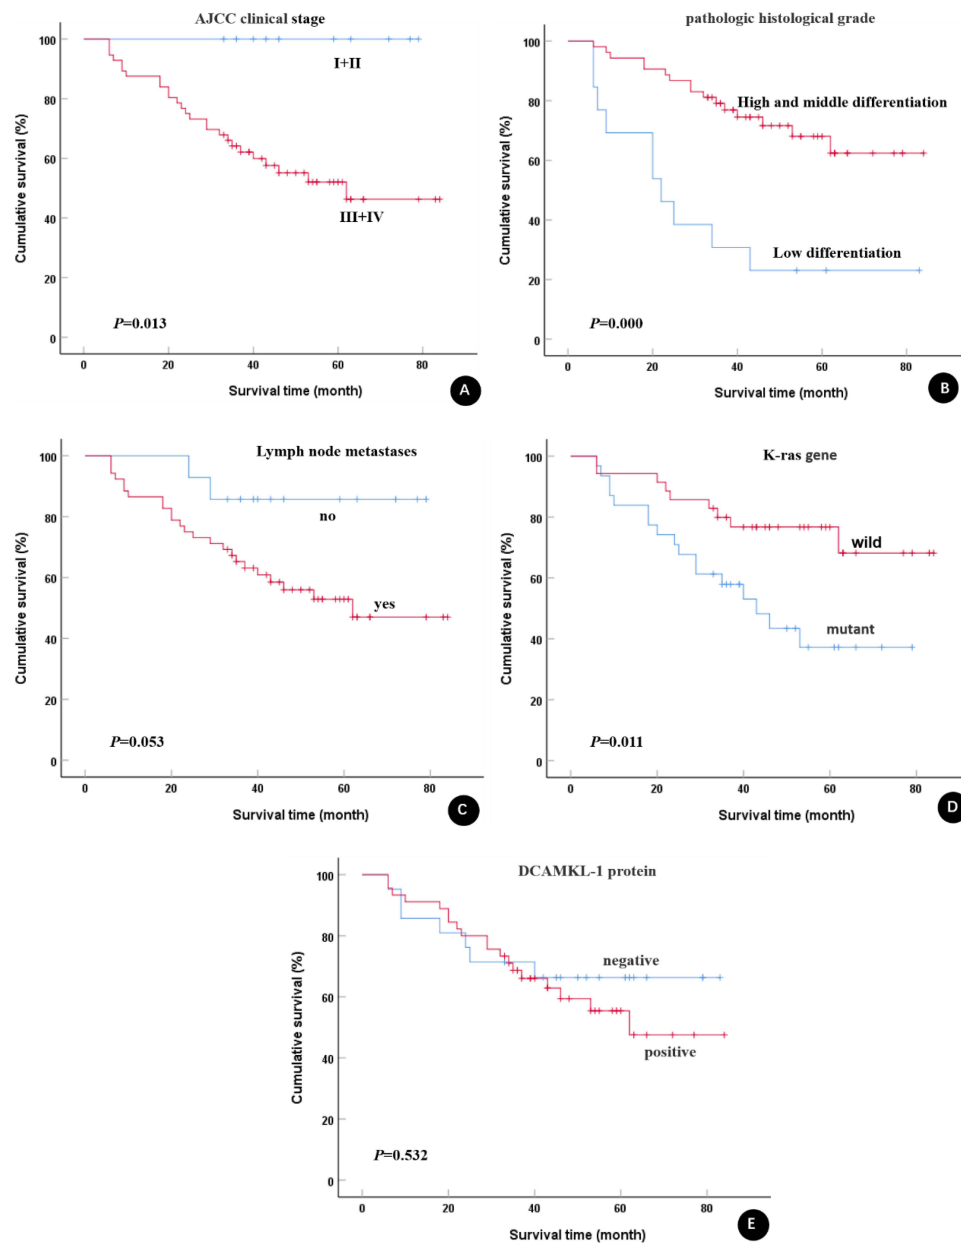 AJCC clinical stage
100
80
60
40
20
0
I+II
III+IV
P=0.013
0 20 40 60 80
Cumulative survival (%)
Survival time (month)
A
pathologic histological grade
100
80
60
40
20
0
High and middle differentiation
Low differentiation
P=0.000
0 20 40 60 80
Cumulative survival (%)
Survival time (month)
B
Lymph node metastases
100
80
60
40
20
0
no
yes
P=0.053
0 20 40 60 80
Cumulative survival (%)
Survival time (month)
C
K-ras gene
100
80
60
40
20
0
wild
mutant
P=0.011
0 20 40 60 80
Cumulative survival (%)
Survival time (month)
D
DCAMKL-1 protein
100
80
60
40
20
0
negative
positive
P=0.532
0 20 40 60 80
Cumulative survival (%)
Survival time (month)
E